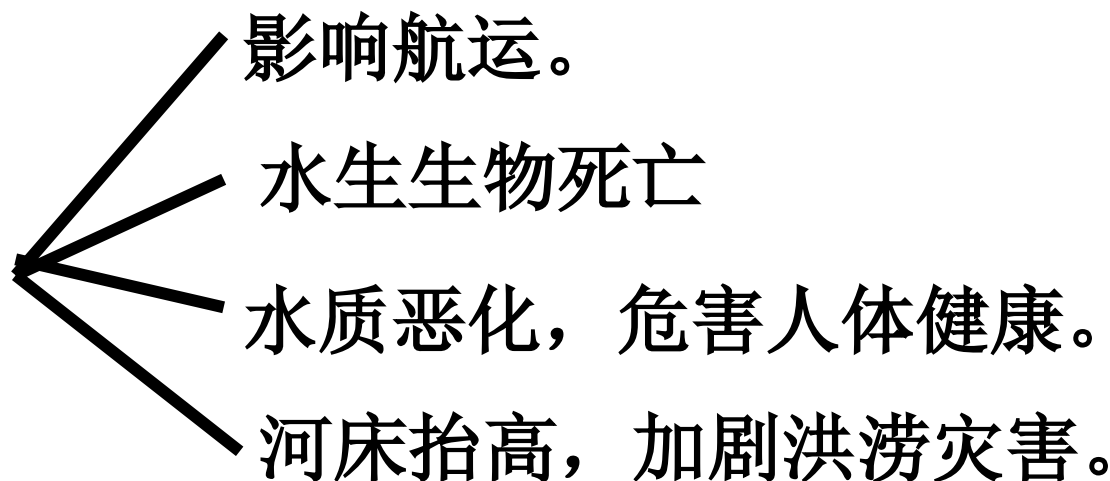 影响航运。
水生生物死亡
水质恶化，危害人体健康。
河床抬高，加剧洪涝灾害。